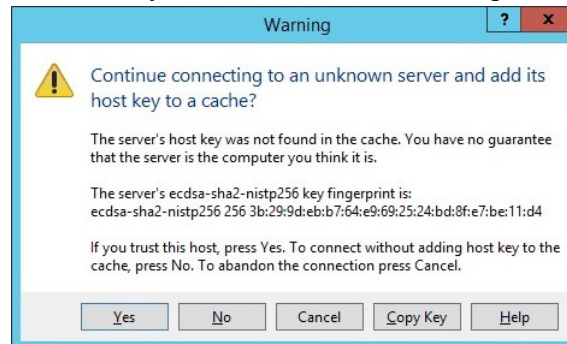 Warning
? x
Continue connecting to an unknown server and add its
host key to a cache?
The server's host key was not found in the cache. You have no guarantee
that the server is the computer you think it is.
The server's ecdsa-sha2-nistp256 key fingerprint is:
ecdsa-sha2-nistp256 256 3b:29:9d:eb:b7:64:e9:69:25:24:bd:8f:e7:be:11:d4
If you trust this host, press Yes. To connect without adding host key to the
cache, press No. To abandon the connection press Cancel.
Yes No Cancel Copy Key Help